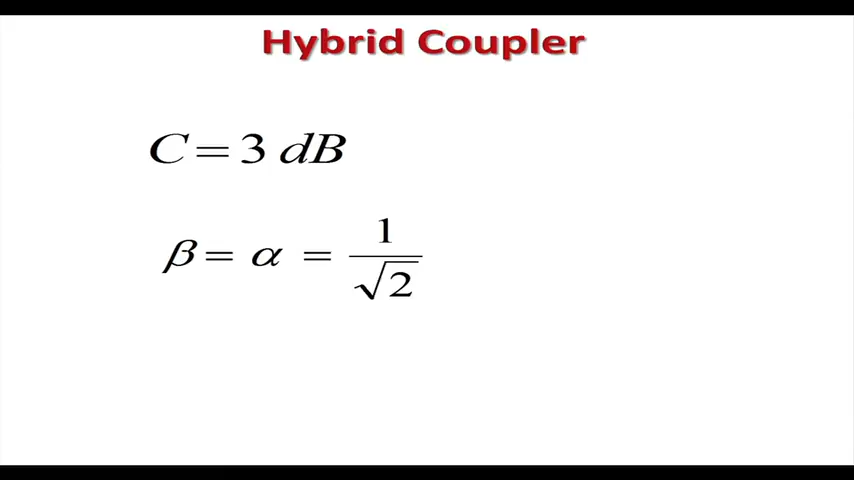 Hybrid Coupler
C = 3 dB
β = α = 1/√2